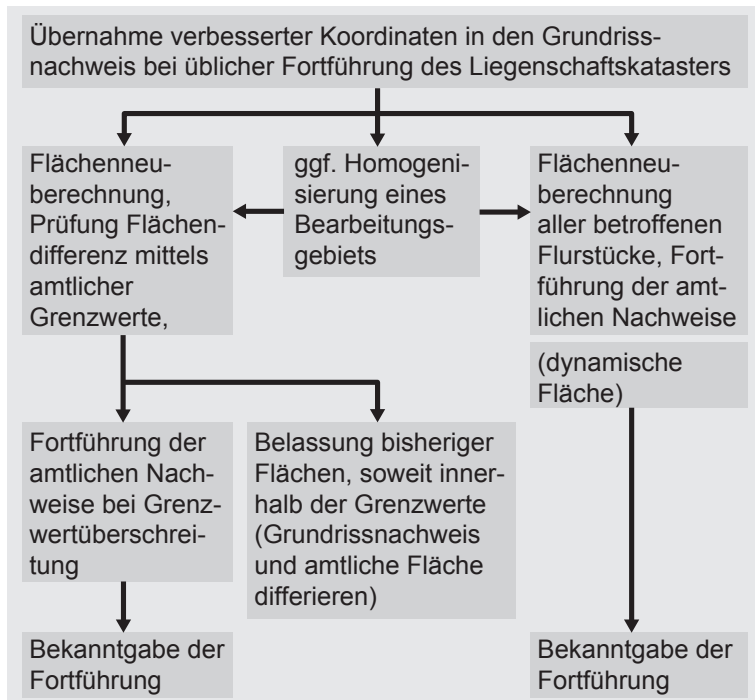 Übernahme verbesserter Koordinaten in den Grundriss-
nachweis bei üblicher Fortführung des Liegenschaftskatasters
Flächenneu-
berechnung,
Prüfung Flächen-
differenz mittels
amtlicher
Grenzwerte,
ggf. Homogeni-
sierung eines
Bearbeitungs-
gebiets
Flächenneu-
berechnung
aller betroffenen
Flurstücke, Fort-
führung der amt-
lichen Nachweise
(dynamische
Fläche)
Fortführung der
amtlichen Nach-
weise bei Grenz-
wertüberschrei-
tung
Belassung bisheriger
Flächen, soweit inner-
halb der Grenzwerte
(Grundrissnachweis
und amtliche Fläche
differieren)
Bekanntgabe der
Fortführung
Bekanntgabe der
Fortführung